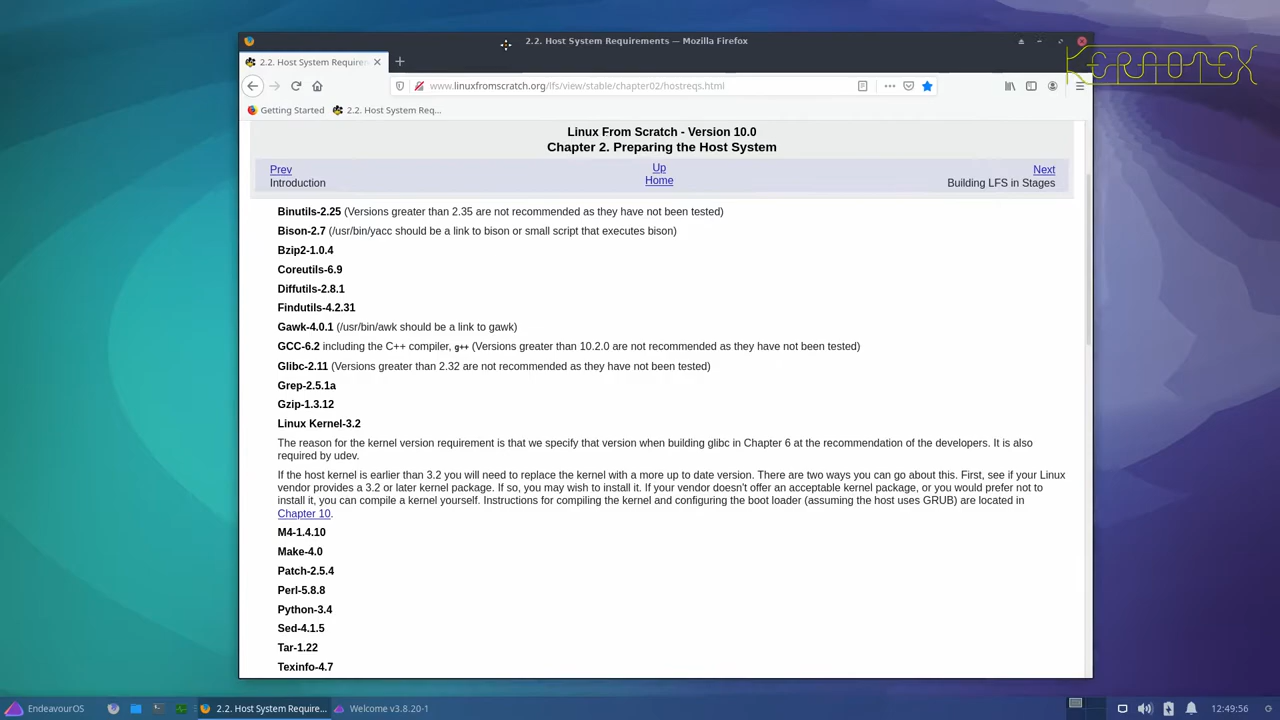 2.2. Host System Requirements — Mozilla Firefox
2.2. Host System Requirem
KERNOTEX
www.linuxfromscratch.org/lfs/view/stable/chapter02/hostreqs.html
Getting Started
2.2. Host System Req...
Linux From Scratch - Version 10.0
Chapter 2. Preparing the Host System
Prev
Up
Next
Introduction
Home
Building LFS in Stages
Binutils-2.25 (Versions greater than 2.35 are not recommended as they have not been tested)
Bison-2.7 (/usr/bin/yacc should be a link to bison or small script that executes bison)
Bzip2-1.0.4
Coreutils-6.9
Diffutils-2.8.1
Findutils-4.2.31
Gawk-4.0.1 (/usr/bin/awk should be a link to gawk)
GCC-6.2 including the C++ compiler, g++ (Versions greater than 10.2.0 are not recommended as they have not been tested)
Glibc-2.11 (Versions greater than 2.32 are not recommended as they have not been tested)
Grep-2.5.1a
Gzip-1.3.12
Linux Kernel-3.2
The reason for the kernel version requirement is that we specify that version when building glibc in Chapter 6 at the recommendation of the developers. It is also
required by udev.
If the host kernel is earlier than 3.2 you will need to replace the kernel with a more up to date version. There are two ways you can go about this. First, see if your Linux
vendor provides a 3.2 or later kernel package. If so, you may wish to install it. If your vendor doesn't offer an acceptable kernel package, or you would prefer not to
install it, you can compile a kernel yourself. Instructions for compiling the kernel and configuring the boot loader (assuming the host uses GRUB) are located in
Chapter 10.
M4-1.4.10
Make-4.0
Patch-2.5.4
Perl-5.8.8
Python-3.4
Sed-4.1.5
Tar-1.22
Texinfo-4.7
EndeavourOS
2.2. Host System Require...
Welcome v3.8.20-1
12:49:56